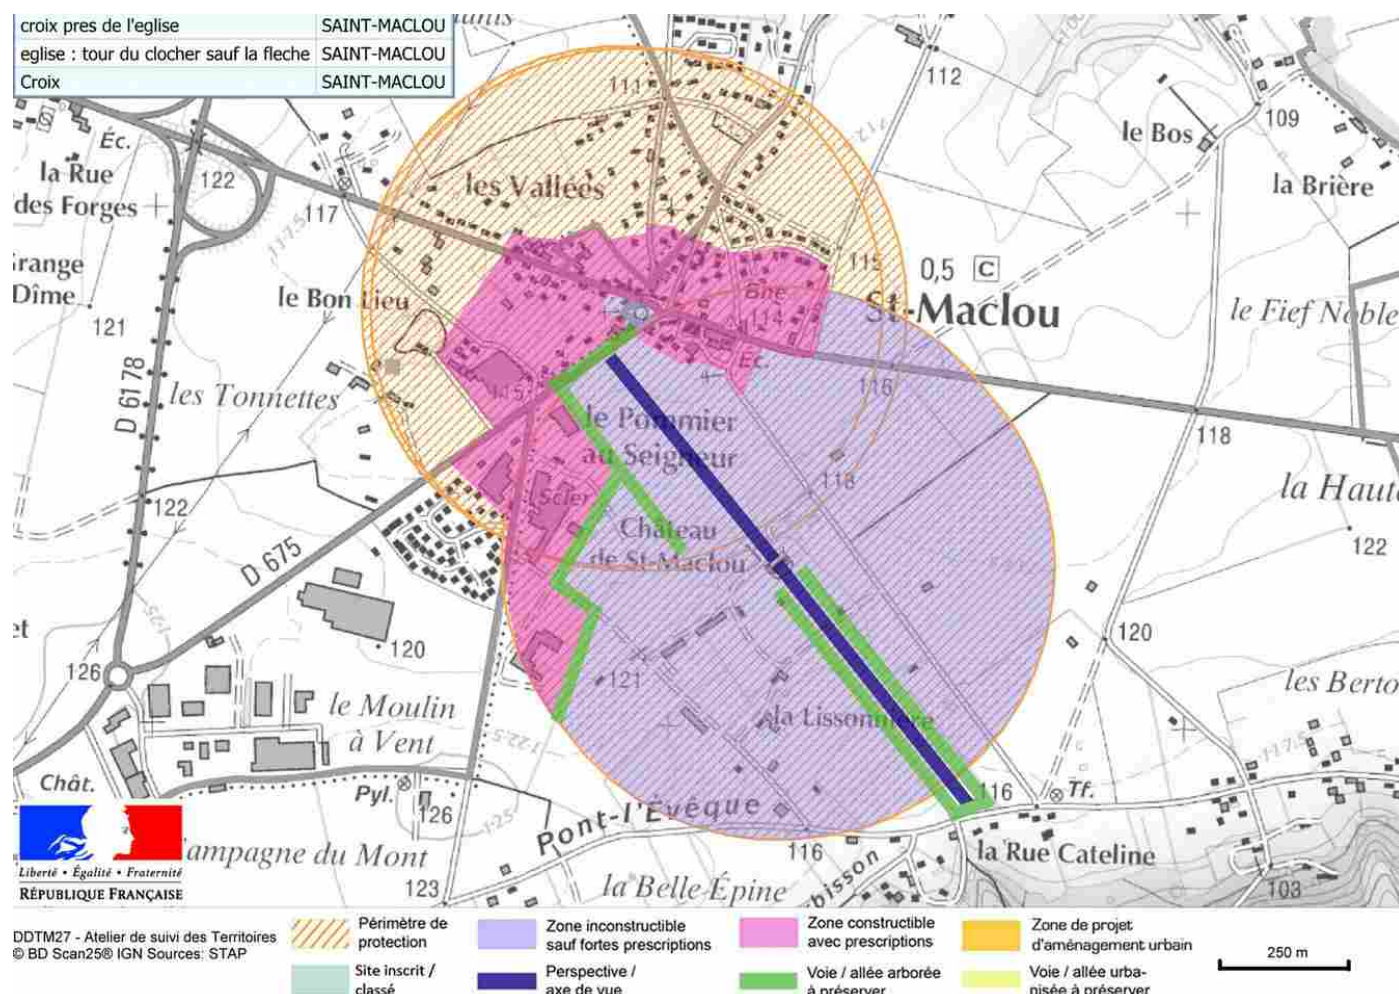 croix pres de l'eglise SAINT-MACLOU
eglise : tour du clocher sauf la fleche SAINT-MACLOU
Croix SAINT-MACLOU
111
112
109
le Bos
la Brière
Éc.
la Rue
des Forges
122
117
les Vallées
115
0,5 C
St-Maclou
le Fief Noble
Grange
Dîme
121
le Bon Lieu
114
Éc.
116
D 6178
les Tonnettes
115
le Pommier
au Seigneur
118
118
la Haute
122
122
Scier
Château
de St-Maclou
D 675
120
120
126
121
la Lissonnière
les Berto
le Moulin
à Vent
122,5
117,5
Chât.
Pyl.
126
125
116
Tf.
Pont-l'Évêque
116
la Rue Cateline
103
Campagne du Mont
123
la Belle Épine
Liberté • Égalité • Fraternité
RÉPUBLIQUE FRANÇAISE
DDTM27 - Atelier de suivi des Territoires
© BD Scan25® IGN Sources: STAP
Périmètre de
protection
Zone inconstructible
sauf fortes prescriptions
Zone constructible
avec prescriptions
Zone de projet
d'aménagement urbain
250 m
Site inscrit /
classé
Perspective /
axe de vue
Voie / allée arborée
à préserver
Voie / allée urba-
nisée à préserver